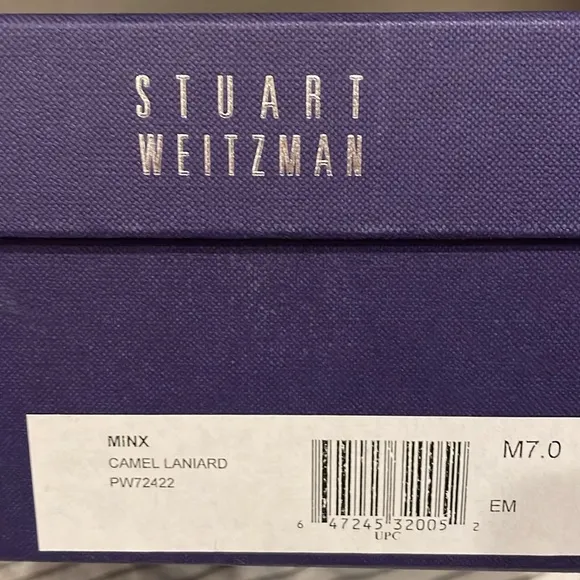 STUART
WEITZMAN
MiNX
CAMEL LANIARD
PW72422
M7.0
EM
6 47245 32005 2
UPC